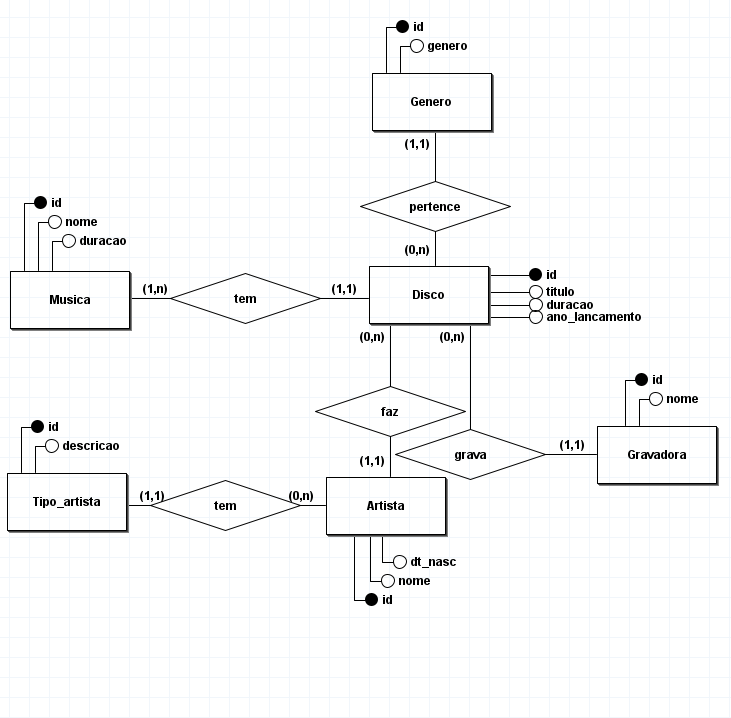 id
genero
Genero
(1,1)
pertence
(0,n)
id
nome
duracao
Musica
(1,n)
tem
(1,1)
Disco
id
titulo
duracao
ano_lancamento
(0,n)
(0,n)
faz
(1,1)
grava
(1,1)
id
nome
Gravadora
id
descricao
Tipo_artista
(1,1)
tem
(0,n)
Artista
dt_nasc
nome
id